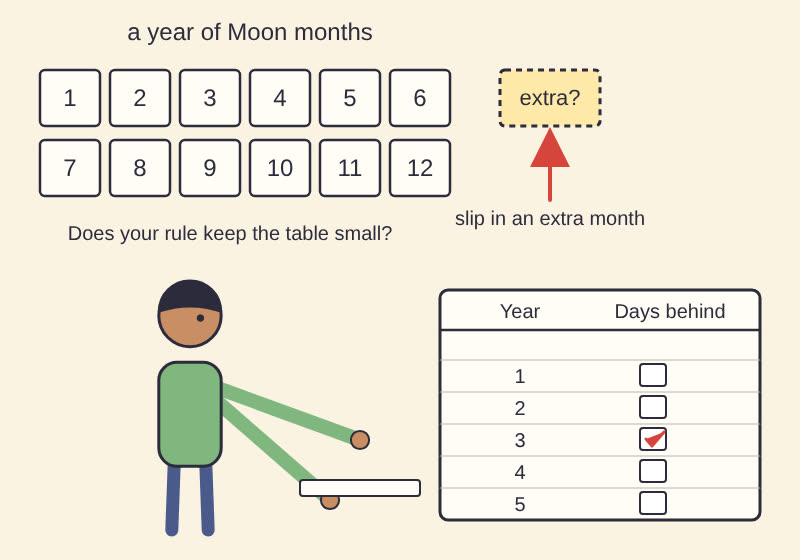 a year of Moon months
1 2 3 4 5 6
extra?
7 8 9 10 11 12
slip in an extra month
Does your rule keep the table small?
Year Days behind
1
2
3
4
5